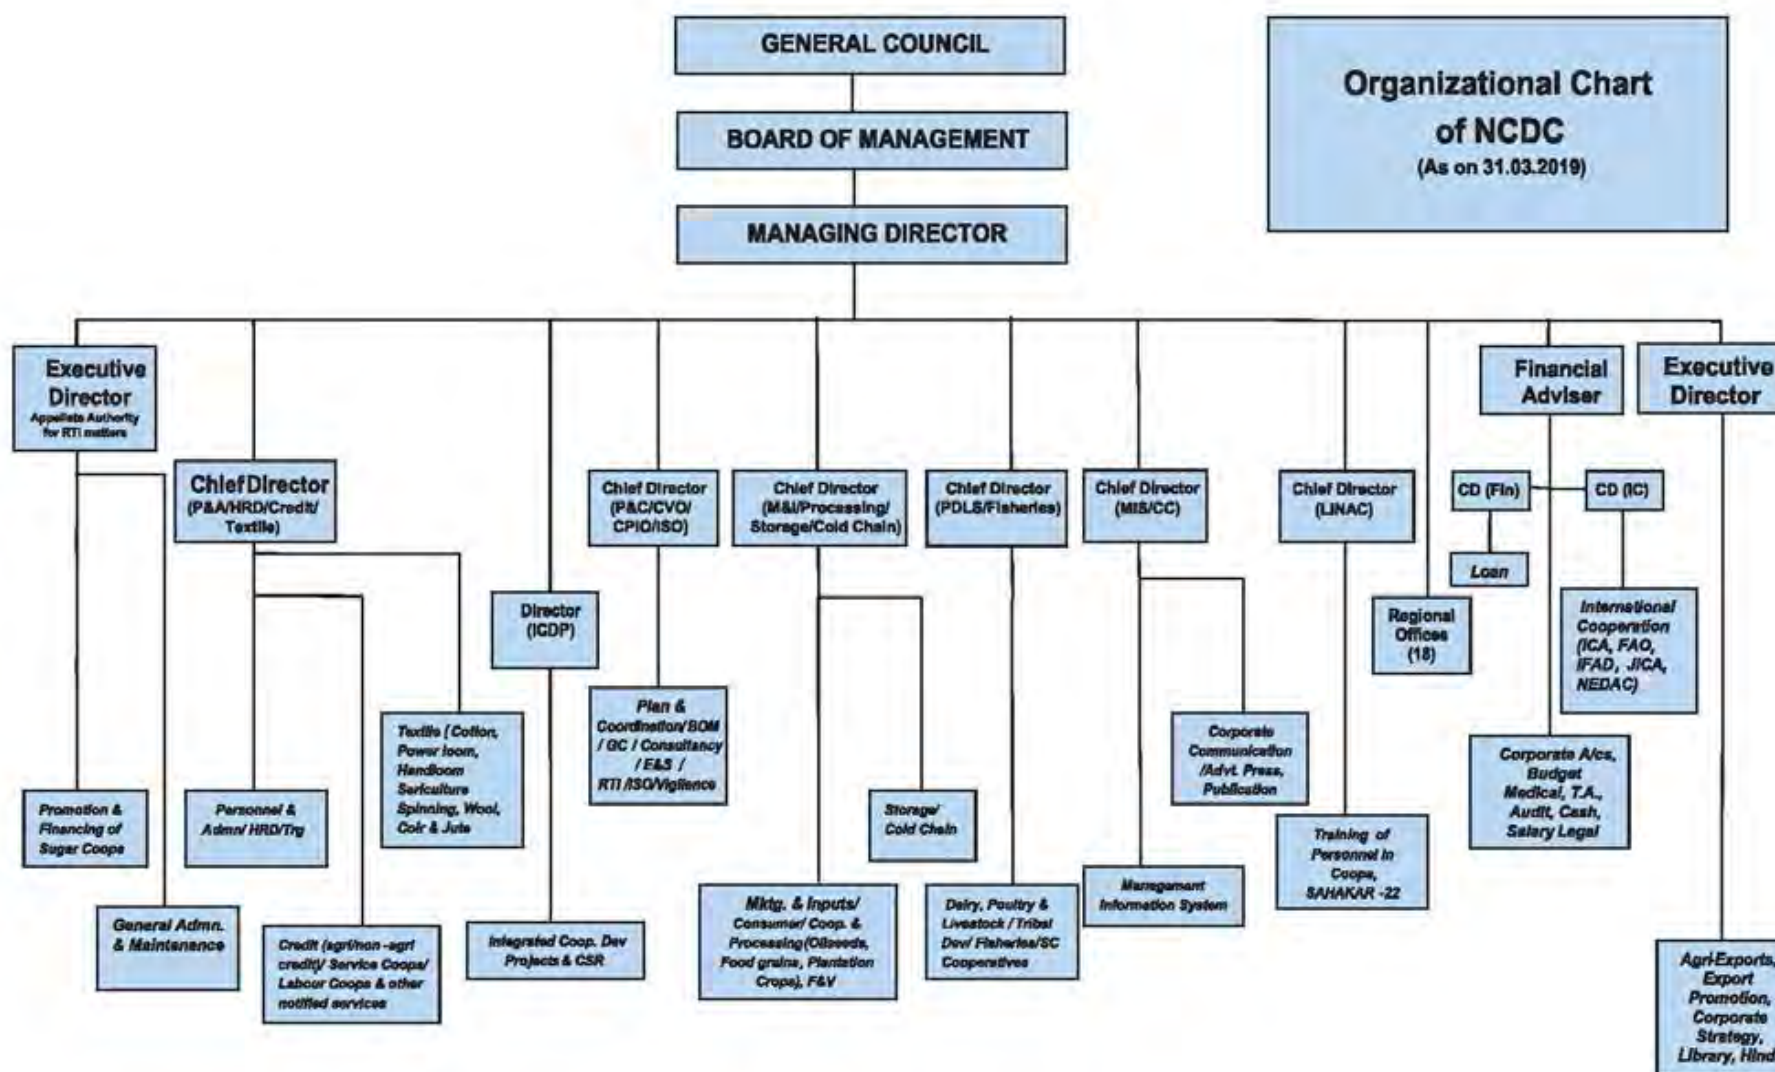 GENERAL COUNCIL
Organizational Chart
of NCDC
(As on 31.03.2019)
BOARD OF MANAGEMENT
MANAGING DIRECTOR
Executive
Director
Appellate Authority
for RTI matters
Financial
Adviser
Executive
Director
Chief Director
(P&A/HRD/Credit/
Textile)
Chief Director
(P&C/CVO/
CPIO/ISO)
Chief Director
(M&I/Processing/
Storage/Cold Chain)
Chief Director
(PDLS/Fisheries)
Chief Director
(MIS/CC)
Chief Director
(LINAC)
CD (Fin)
CD (IC)
Loan
Director
(ICDP)
Regional
Offices
(18)
International
Cooperation
(ICA, FAO,
IFAD, JICA,
NEDAC)
Textile [ Cotton,
Power loom,
Handloom
Sericulture
Spinning, Wool,
Coir & Jute
Plan &
Coordination/ BOM
/ GC / Consultancy
/ E&S /
RTI /ISO/Vigilence
Corporate
Communication
/Advt. Press,
Publication
Corporate A/cs,
Budget
Medical, T.A.,
Audit, Cash,
Salary Legal
Promotion &
Financing of
Sugar Coops
Personnel &
Admn/ HRD/Trg
Storage/
Cold Chain
Training of
Personnel in
Coops,
SAHAKAR -22
General Admn.
& Maintenance
Credit (agri/non -agri
credit)/ Service Coops/
Labour Coops & other
notified services
Integrated Coop. Dev
Projects & CSR
Mktg. & Inputs/
Consumer/ Coop. &
Processing(Oilseeds,
Food grains, Plantation
Crops), F&V
Dairy, Poultry &
Livestock / Tribal
Dev/ Fisheries/SC
Cooperatives
Management
Information System
Agri-Exports,
Export
Promotion,
Corporate
Strategy,
Library, Hindi